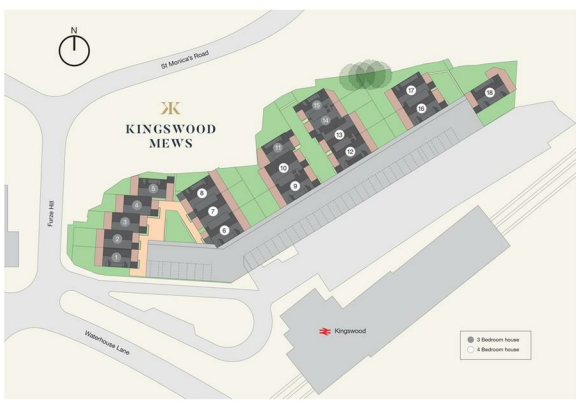 N
St Monica's Road
KK
KINGSWOOD
MEWS
17
18
16
15
14
13
12
11
10
9
8
7
6
5
4
3
2
1
Furze Hill
Waterhouse Lane
Kingswood
3 Bedroom house
4 Bedroom house